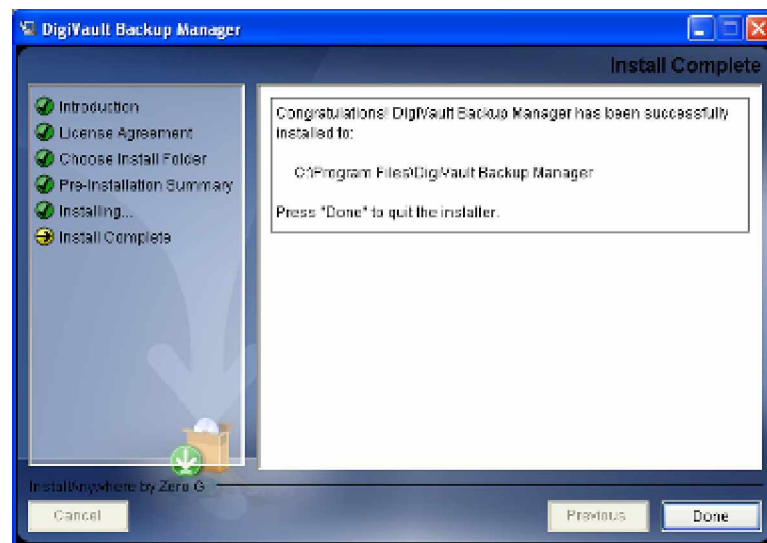 DigiVault Backup Manager
Install Complete
Introduction
License Agreement
Choose Install Folder
Pre-Installation Summary
Installing...
Install Complete
Congratulations! DigiVault Backup Manager has been successfully
installed to:
C:\Program Files\DigiVault Backup Manager
Press "Done" to quit the installer.
InstallAnywhere by Zero G
Cancel
Previous
Done